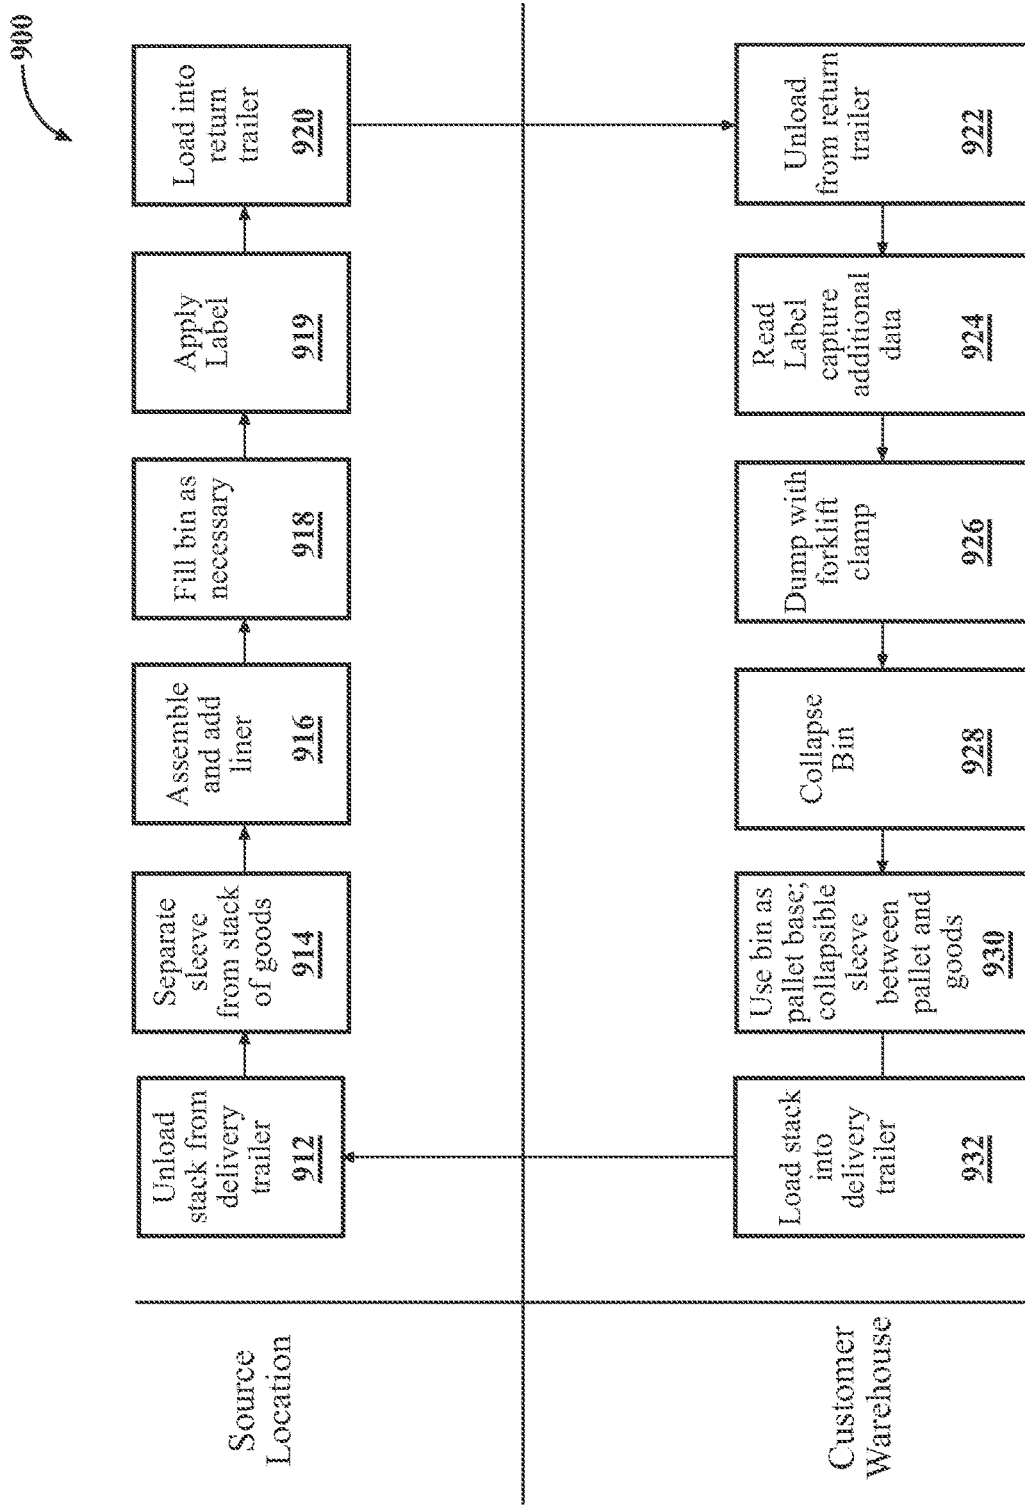 900
Source
Location
Unload
stack from
delivery
trailer
912
Separate
sleeve
from stack
of goods
914
Assemble
and add
liner
916
Fill bin as
necessary
918
Apply
Label
919
Load into
return
trailer
920
Customer
Warehouse
Load stack
into
delivery
trailer
932
Use bin as
pallet base;
collapsible
sleeve
between
pallet and
goods
930
Collapse
Bin
928
Dump with
forklift
clamp
926
Read
Label
capture
additional
data
924
Unload
from return
trailer
922